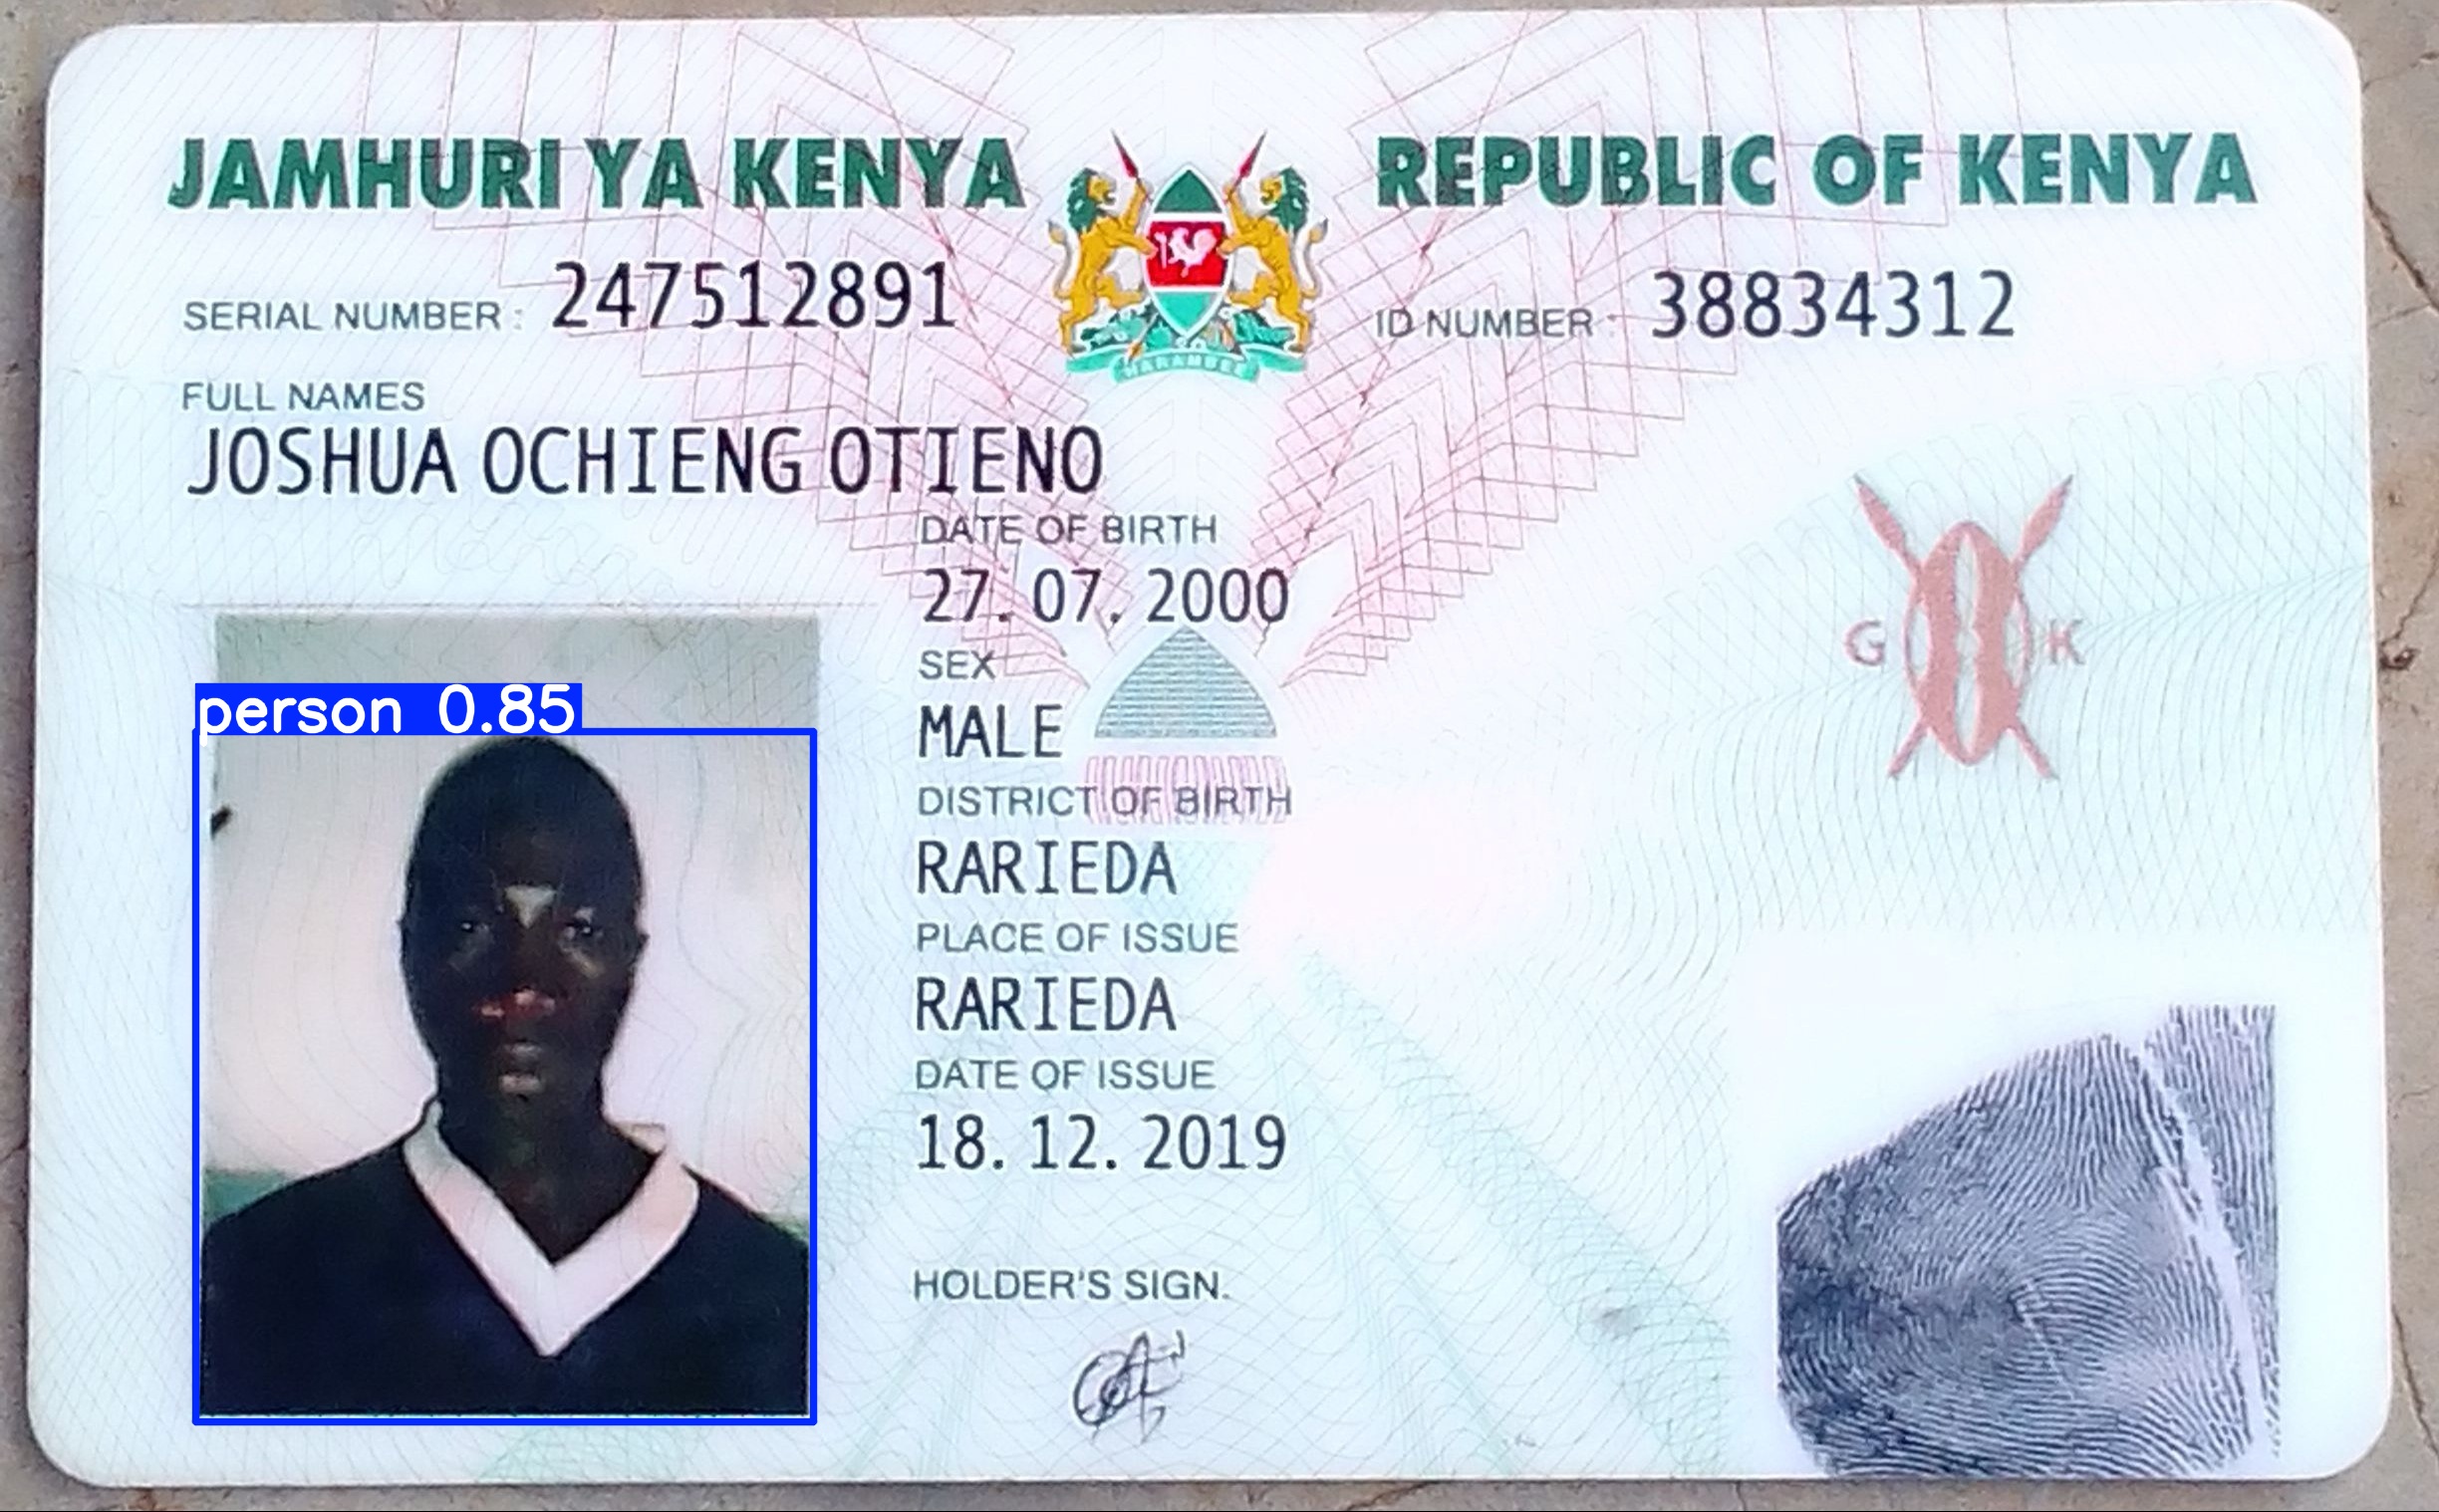 JAMHURI YA KENYA
REPUBLIC OF KENYA
SERIAL NUMBER : 247512891
ID NUMBER : 38834312
HARAMBEE
FULL NAMES
JOSHUA OCHIENG OTIENO
DATE OF BIRTH
27. 07. 2000
SEX
MALE
DISTRICT OF BIRTH
RARIEDA
PLACE OF ISSUE
RARIEDA
DATE OF ISSUE
18. 12. 2019
HOLDER'S SIGN.
G K
person 0.85